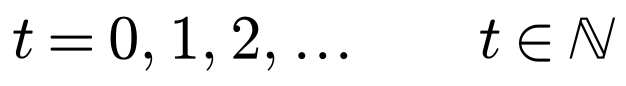 t = 0, 1, 2, … t ∈ ℕ